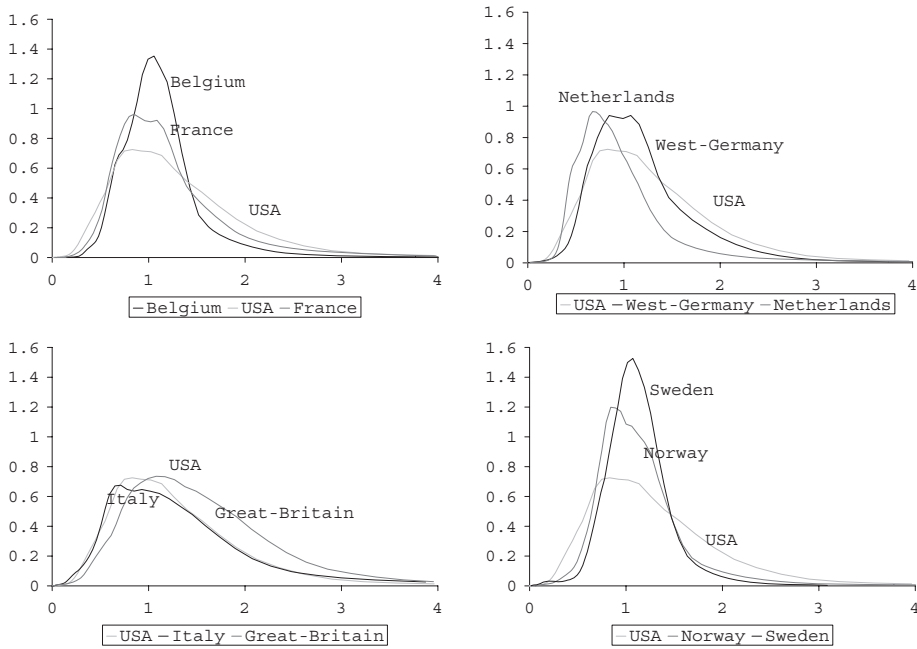 1.6
1.4
1.2
1
0.8
0.6
0.4
0.2
0
Belgium
France
USA
0 1 2 3 4
Belgium USA France
1.6
1.4
1.2
1
0.8
0.6
0.4
0.2
0
Netherlands
West-Germany
USA
0 1 2 3 4
USA West-Germany Netherlands
1.6
1.4
1.2
1
0.8
0.6
0.4
0.2
0
USA
Italy
Great-Britain
0 1 2 3 4
USA Italy Great-Britain
1.6
1.4
1.2
1
0.8
0.6
0.4
0.2
0
Sweden
Norway
USA
0 1 2 3 4
USA Norway Sweden